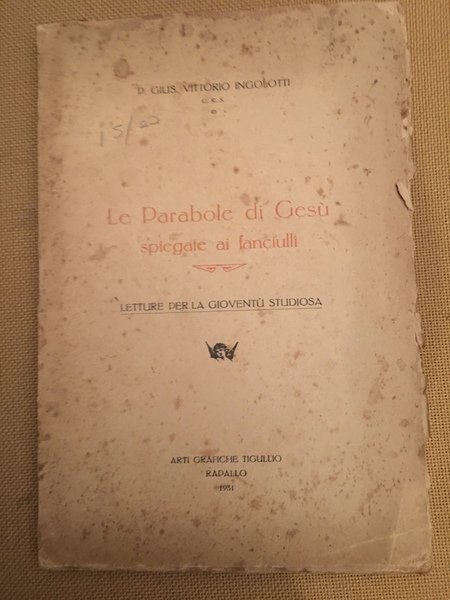 P. GIUS. VITTORIO INGOLOTTI
C. R. S.
15/00
Le Parabole di Gesù
spiegate ai fanciulli
LETTURE PER LA GIOVENTÙ STUDIOSA
ARTI GRAFICHE TIGULLIO
RAPALLO
1931